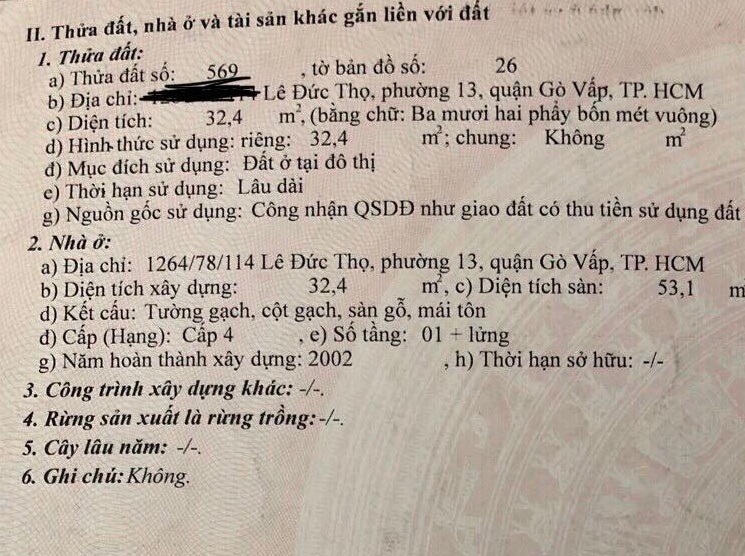 II. Thửa đất, nhà ở và tài sản khác gắn liền với đất
1. Thửa đất:
a) Thửa đất số: 569 , tờ bản đồ số: 26
b) Địa chỉ: Lê Đức Thọ, phường 13, quận Gò Vấp, TP. HCM
c) Diện tích: 32,4 m², (bằng chữ: Ba mươi hai phẩy bốn mét vuông)
d) Hình thức sử dụng: riêng: 32,4 m²; chung: Không m²
đ) Mục đích sử dụng: Đất ở tại đô thị
e) Thời hạn sử dụng: Lâu dài
g) Nguồn gốc sử dụng: Công nhận QSDĐ như giao đất có thu tiền sử dụng đất
2. Nhà ở:
a) Địa chỉ: 1264/78/114 Lê Đức Thọ, phường 13, quận Gò Vấp, TP. HCM
b) Diện tích xây dựng: 32,4 m², c) Diện tích sàn: 53,1 m
d) Kết cấu: Tường gạch, cột gạch, sàn gỗ, mái tôn
đ) Cấp (Hạng): Cấp 4 , e) Số tầng: 01 + lửng
g) Năm hoàn thành xây dựng: 2002 , h) Thời hạn sở hữu: -/-
3. Công trình xây dựng khác: -/-.
4. Rừng sản xuất là rừng trồng: -/-.
5. Cây lâu năm: -/-.
6. Ghi chú: Không.